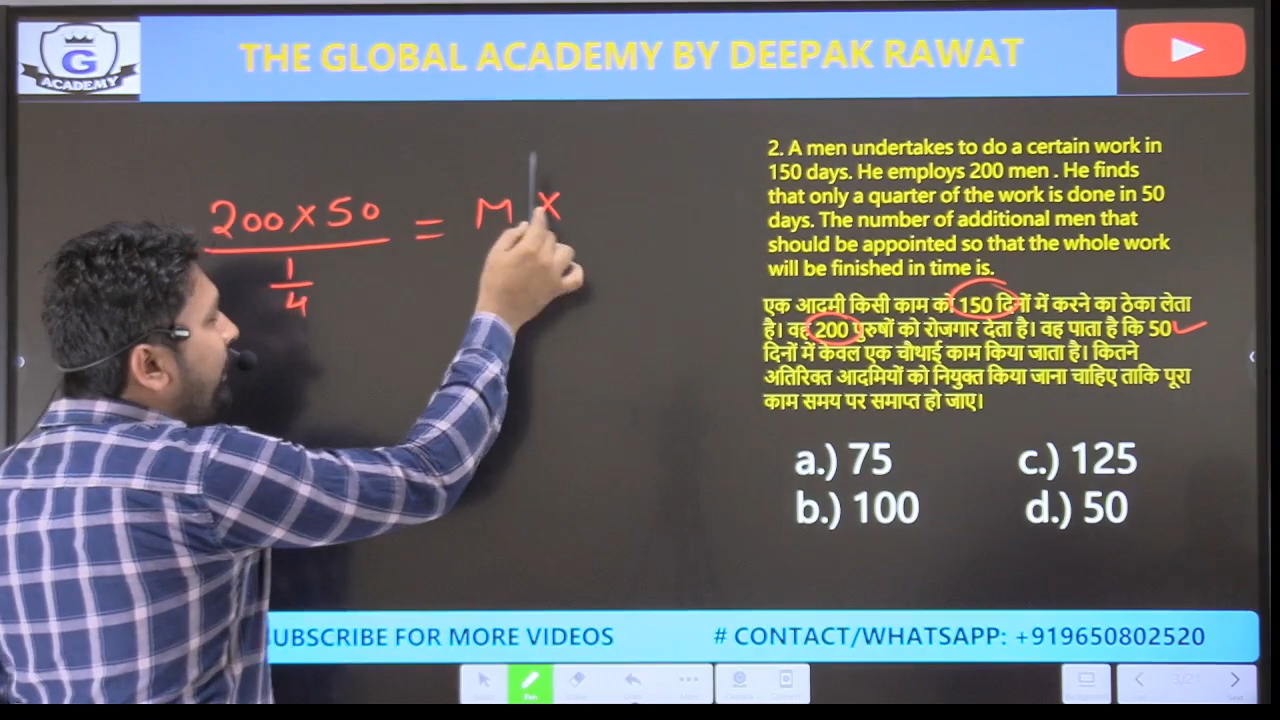 G
ACADEMY
THE GLOBAL ACADEMY BY DEEPAK RAWAT
200 x 50 = M x
1
4
2. A men undertakes to do a certain work in
150 days. He employs 200 men . He finds
that only a quarter of the work is done in 50
days. The number of additional men that
should be appointed so that the whole work
will be finished in time is.
एक आदमी किसी काम को 150 दिनों में करने का ठेका लेता
है। वह 200 पुरुषों को रोजगार देता है। वह पाता है कि 50
दिनों में केवल एक चौथाई काम किया जाता है। कितने
अतिरिक्त आदमियों को नियुक्त किया जाना चाहिए ताकि पूरा
काम समय पर समाप्त हो जाए।
a.) 75 c.) 125
b.) 100 d.) 50
SUBSCRIBE FOR MORE VIDEOS # CONTACT/WHATSAPP: +919650802520
Pen
3/21